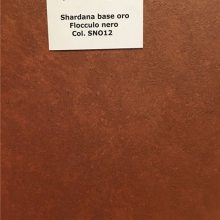 Shardana base oro
Flocculo nero
Col. SNO12